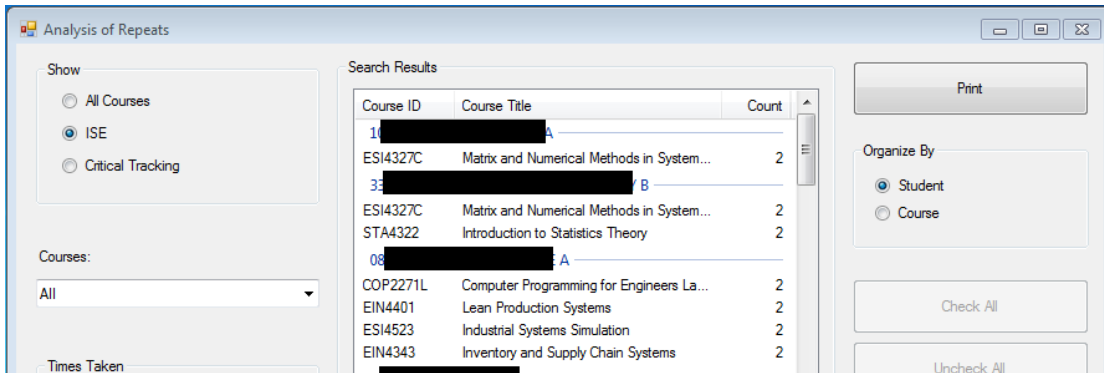 Analysis of Repeats
Show
All Courses
ISE
Critical Tracking
Courses:
All
Times Taken
Search Results
Course ID Course Title Count
10 A
ESI4327C Matrix and Numerical Methods in System... 2
33 Y B
ESI4327C Matrix and Numerical Methods in System... 2
STA4322 Introduction to Statistics Theory 2
08 E A
COP2271L Computer Programming for Engineers La... 2
EIN4401 Lean Production Systems 2
ESI4523 Industrial Systems Simulation 2
EIN4343 Inventory and Supply Chain Systems 2
Print
Organize By
Student
Course
Check All
Uncheck All